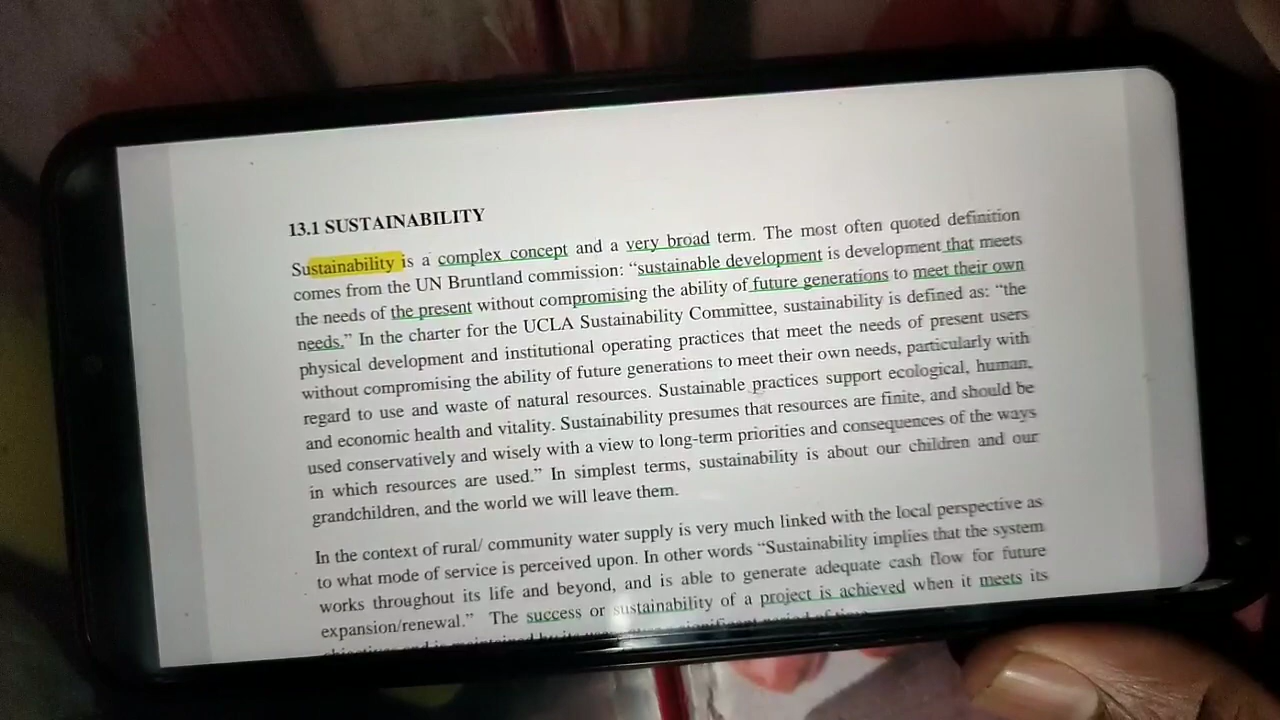 13.1 SUSTAINABILITY
Sustainability is a complex concept and a very broad term. The most often quoted definition
comes from the UN Bruntland commission: “sustainable development is development that meets
the needs of the present without compromising the ability of future generations to meet their own
needs.” In the charter for the UCLA Sustainability Committee, sustainability is defined as: “the
physical development and institutional operating practices that meet the needs of present users
without compromising the ability of future generations to meet their own needs, particularly with
regard to use and waste of natural resources. Sustainable practices support ecological, human,
and economic health and vitality. Sustainability presumes that resources are finite, and should be
used conservatively and wisely with a view to long-term priorities and consequences of the ways
in which resources are used.” In simplest terms, sustainability is about our children and our
grandchildren, and the world we will leave them.
In the context of rural/ community water supply is very much linked with the local perspective as
to what mode of service is perceived upon. In other words “Sustainability implies that the system
works throughout its life and beyond, and is able to generate adequate cash flow for future
expansion/renewal.” The success or sustainability of a project is achieved when it meets its